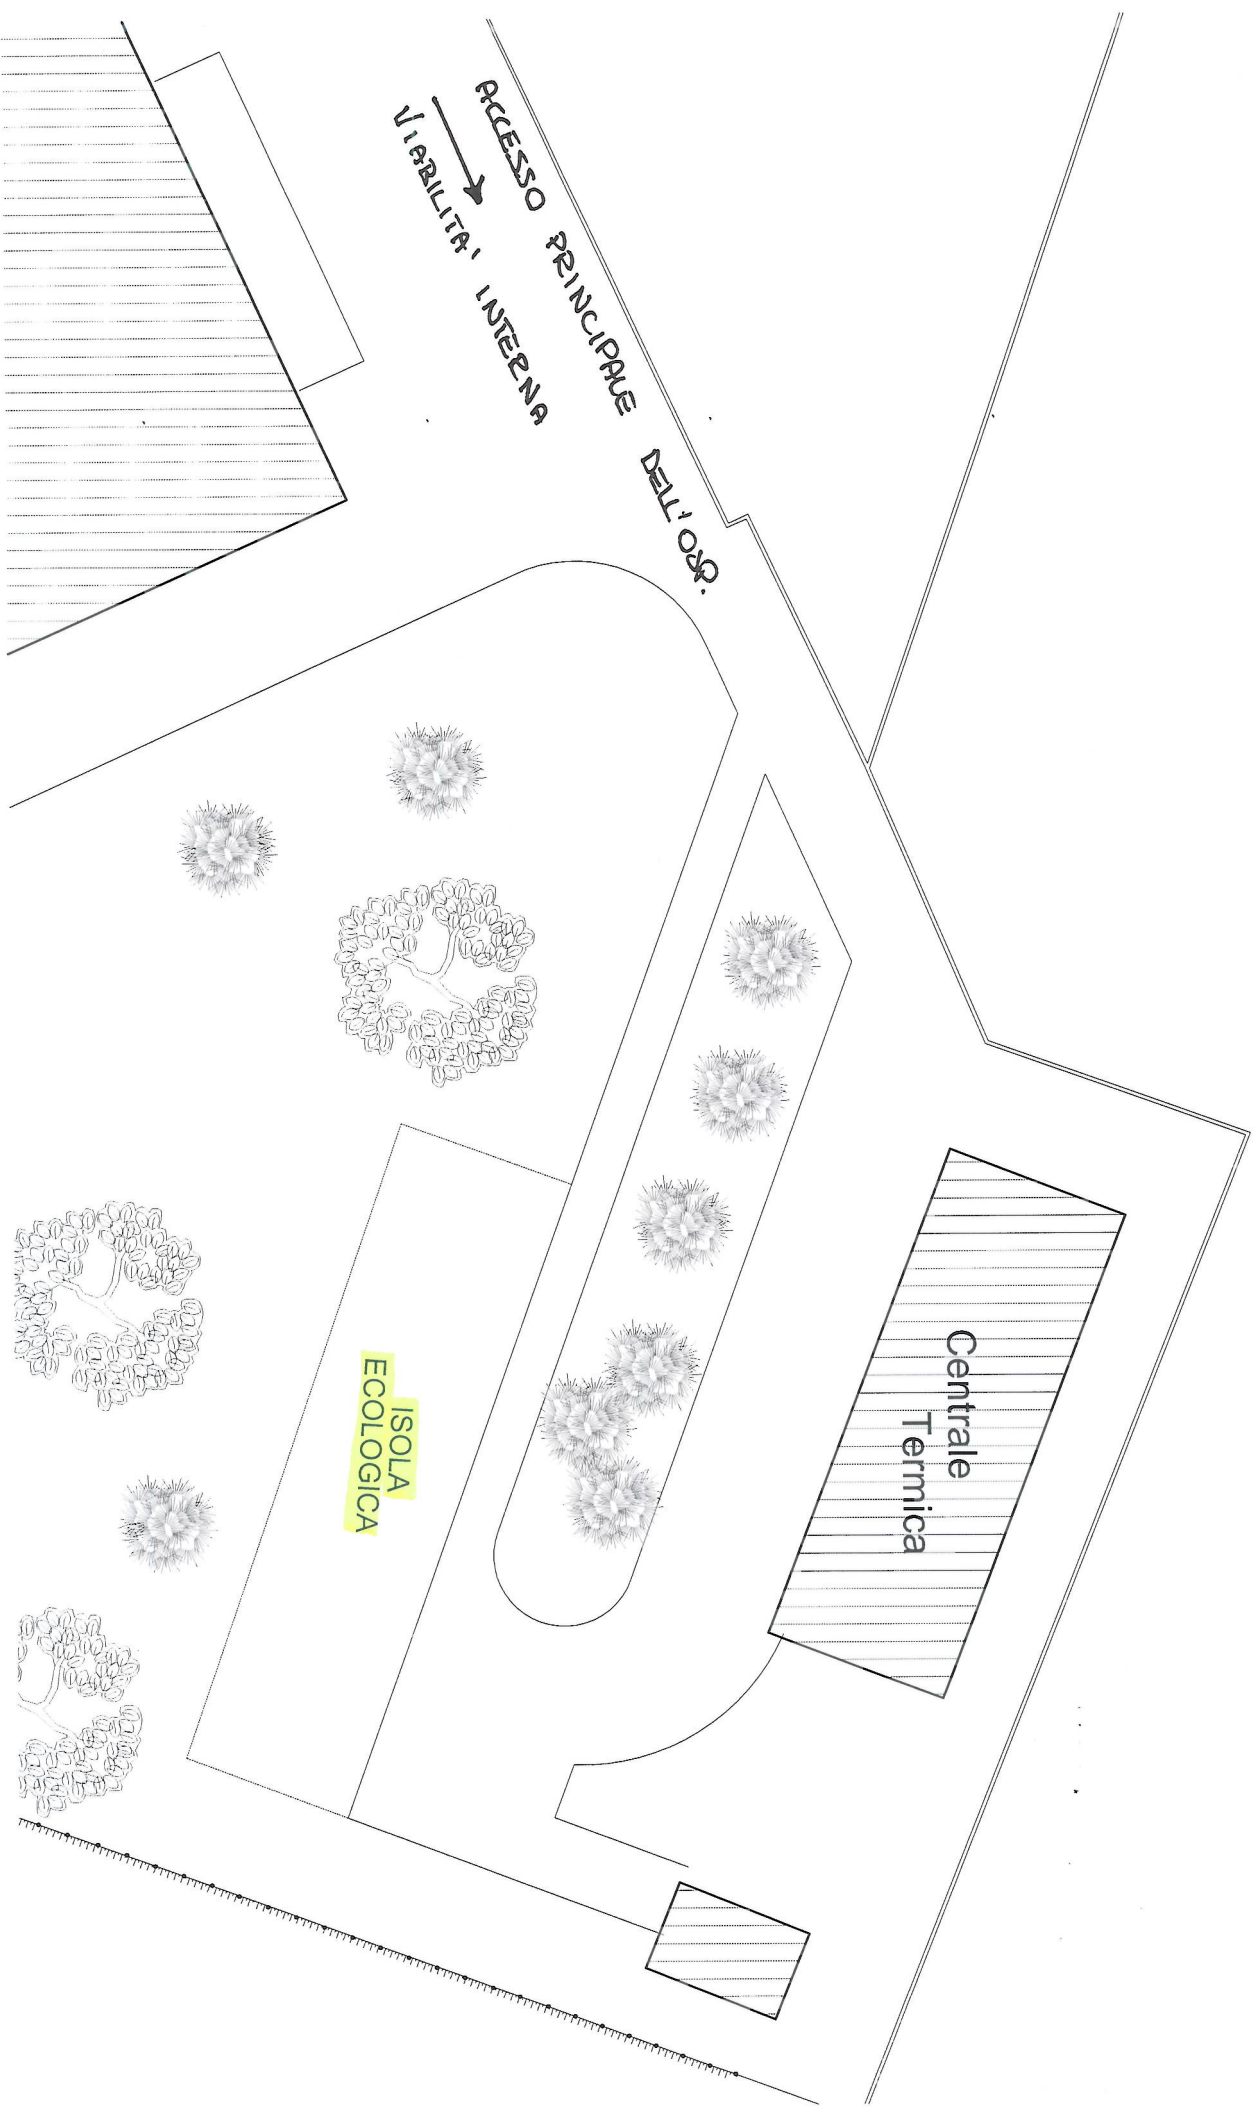 ACCESSO PRINCIPALE DELL'OSP.
VIABILITA' INTERNA
Centrale
Termica
ISOLA
ECOLOGICA